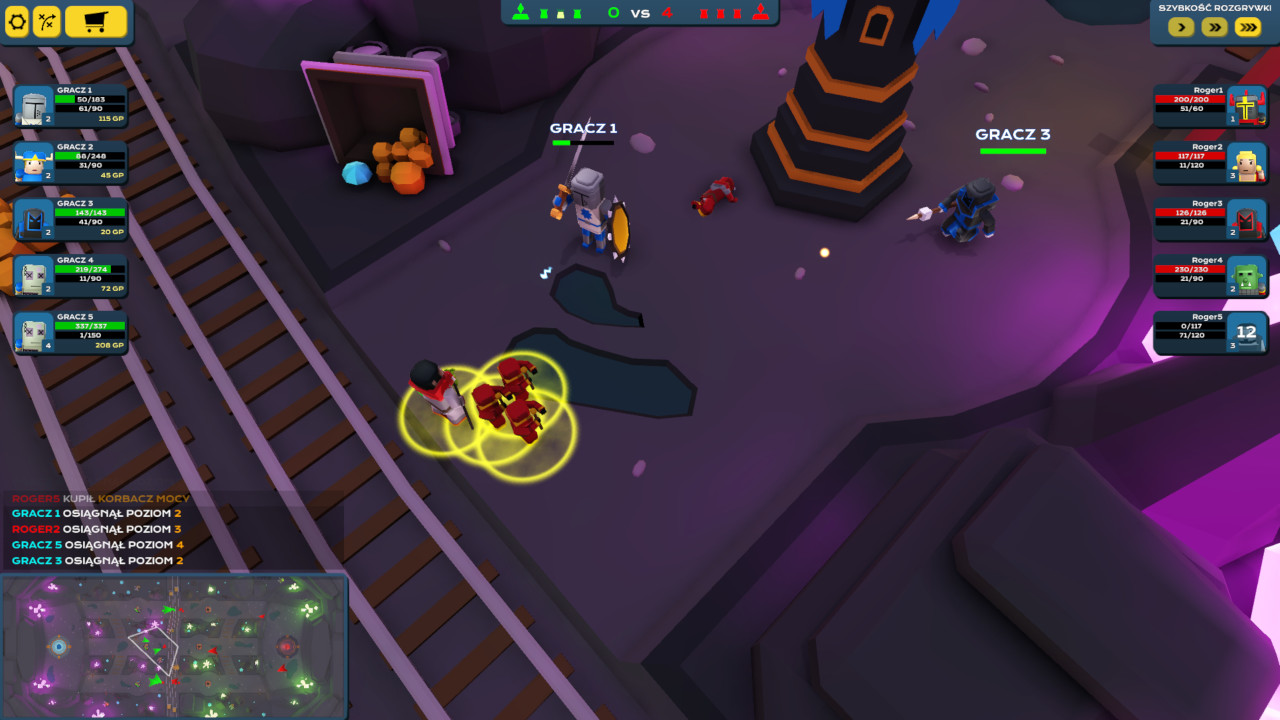 0 VS 4
SZYBKOŚĆ ROZGRYWKI
GRACZ 1
50/183
61/90
2
115 GP
GRACZ 2
68/248
31/90
2
45 GP
GRACZ 3
143/143
41/90
2
20 GP
GRACZ 4
219/274
11/90
2
72 GP
GRACZ 5
337/337
1/150
4
208 GP
GRACZ 1
GRACZ 3
Roger1
200/200
51/60
1
Roger2
117/117
11/120
3
Roger3
126/126
21/90
2
Roger4
230/230
21/90
2
Roger5
0/117
71/120
12
3
ROGER5 KUPIŁ KORBACZ MOCY
GRACZ 1 OSIĄGNĄŁ POZIOM 2
ROGER2 OSIĄGNĄŁ POZIOM 3
GRACZ 5 OSIĄGNĄŁ POZIOM 4
GRACZ 3 OSIĄGNĄŁ POZIOM 2